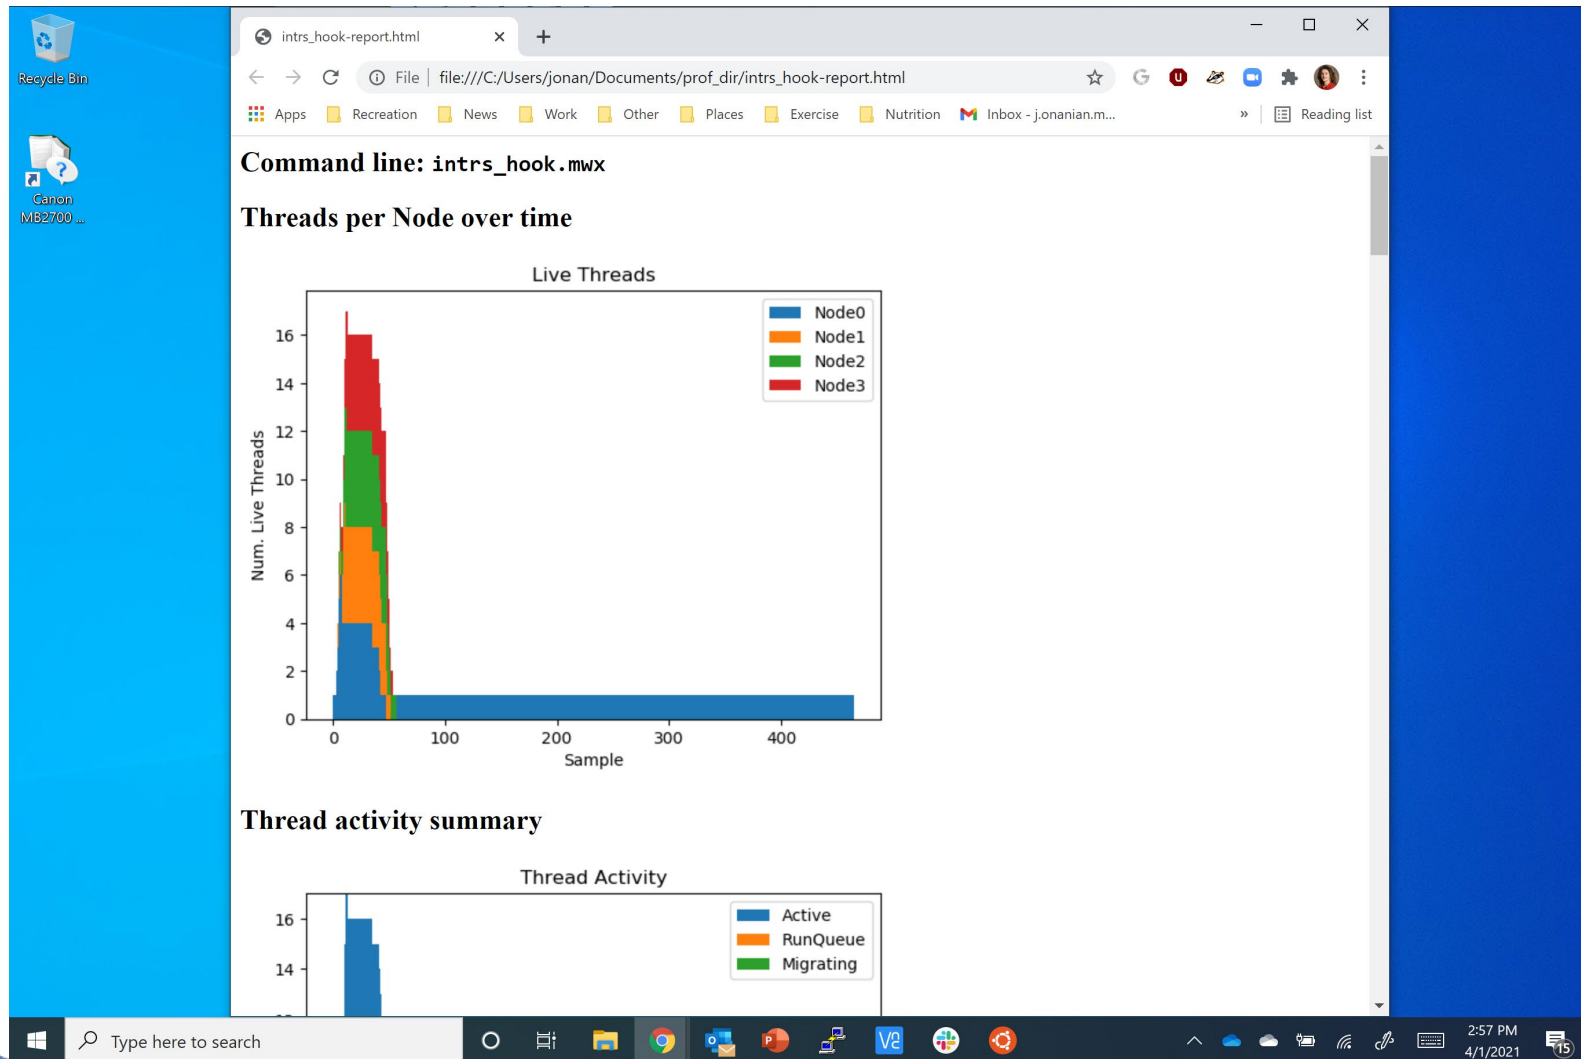 Recycle Bin
Canon
MB2700 ...
intrs_hook-report.html
File
file:///C:/Users/jonan/Documents/prof_dir/intrs_hook-report.html
Apps
Recreation
News
Work
Other
Places
Exercise
Nutrition
Inbox - j.onanian.m...
»
Reading list
Command line: intrs_hook.mwx
Threads per Node over time
Live Threads
Node0
Node1
Node2
Node3
16
14
12
10
8
6
4
2
0
Num. Live Threads
0 100 200 300 400
Sample
Thread activity summary
Thread Activity
Active
RunQueue
Migrating
16
14
Type here to search
2:57 PM
4/1/2021
15